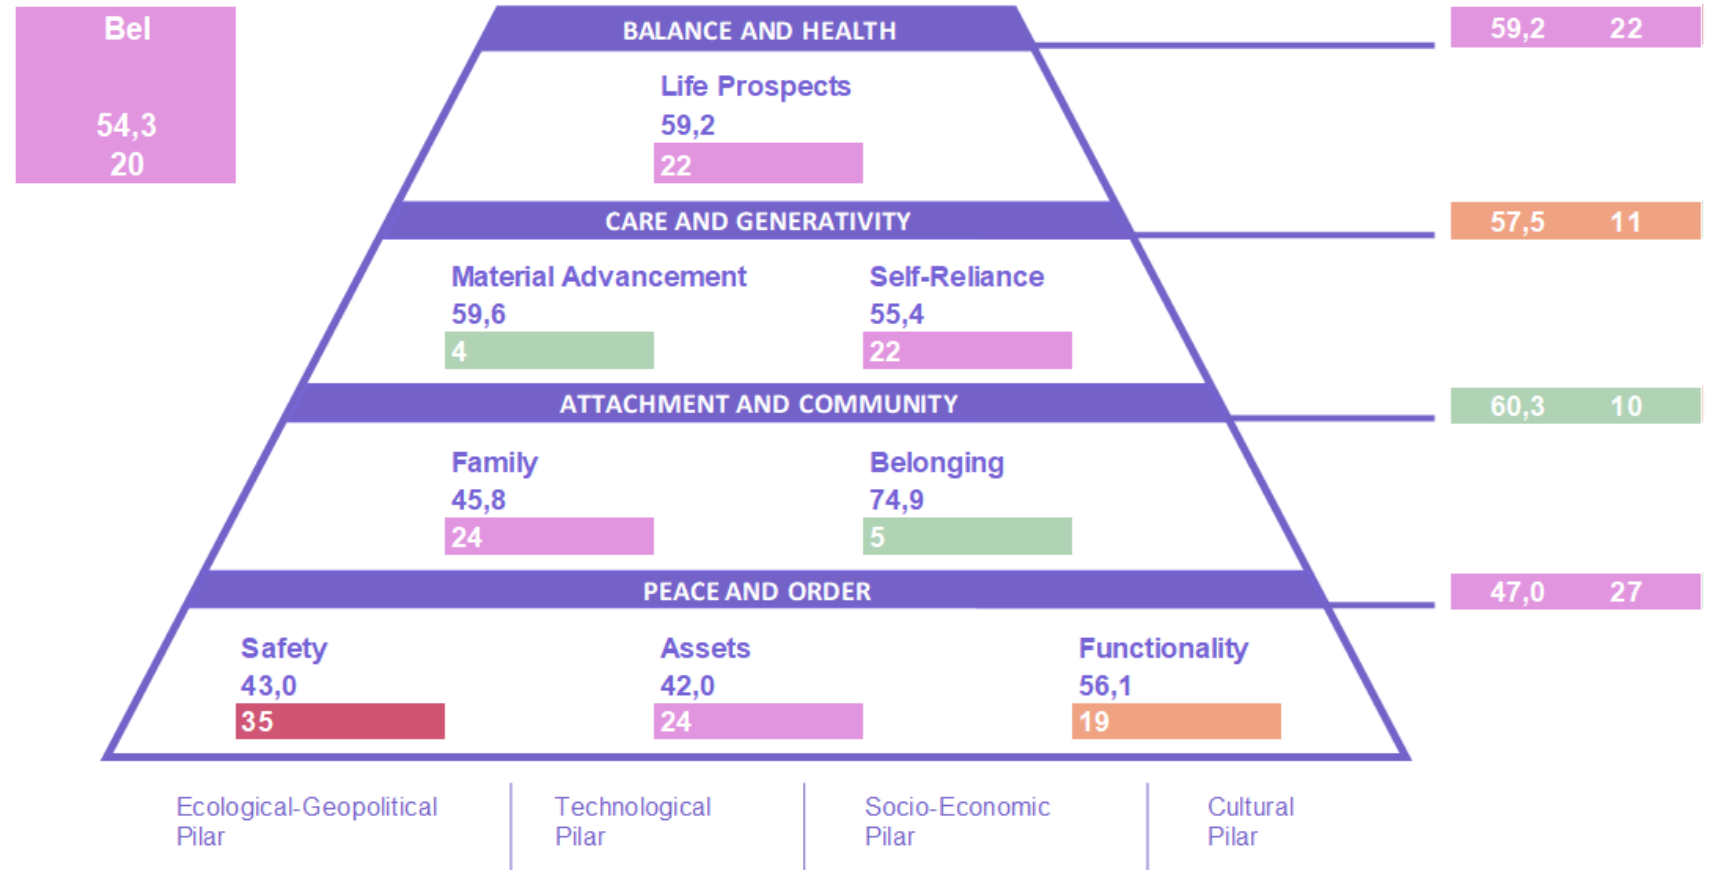 Bel
54,3
20
BALANCE AND HEALTH
59,2 22
Life Prospects
59,2
22
CARE AND GENERATIVITY
57,5 11
Material Advancement
59,6
4
Self-Reliance
55,4
22
ATTACHMENT AND COMMUNITY
60,3 10
Family
45,8
24
Belonging
74,9
5
PEACE AND ORDER
47,0 27
Safety
43,0
35
Assets
42,0
24
Functionality
56,1
19
Ecological-Geopolitical
Pilar
Technological
Pilar
Socio-Economic
Pilar
Cultural
Pilar